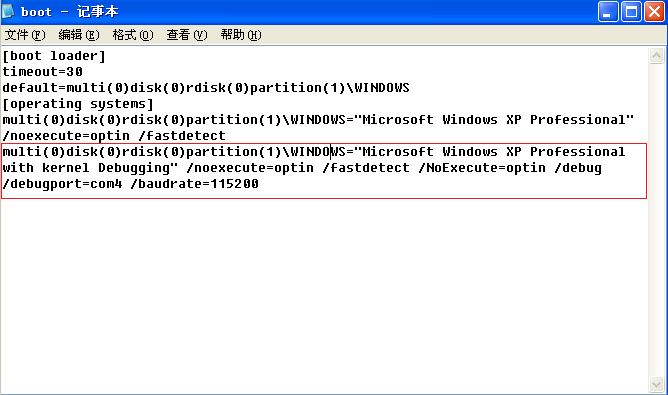 boot - 记事本
文件(F) 编辑(E) 格式(O) 查看(V) 帮助(H)
[boot loader]
timeout=30
default=multi(0)disk(0)rdisk(0)partition(1)\WINDOWS
[operating systems]
multi(0)disk(0)rdisk(0)partition(1)\WINDOWS="Microsoft Windows XP Professional"
/noexecute=optin /fastdetect
multi(0)disk(0)rdisk(0)partition(1)\WINDOWS="Microsoft Windows XP Professional
with kernel Debugging" /noexecute=optin /fastdetect /NoExecute=optin /debug
/debugport=com4 /baudrate=115200